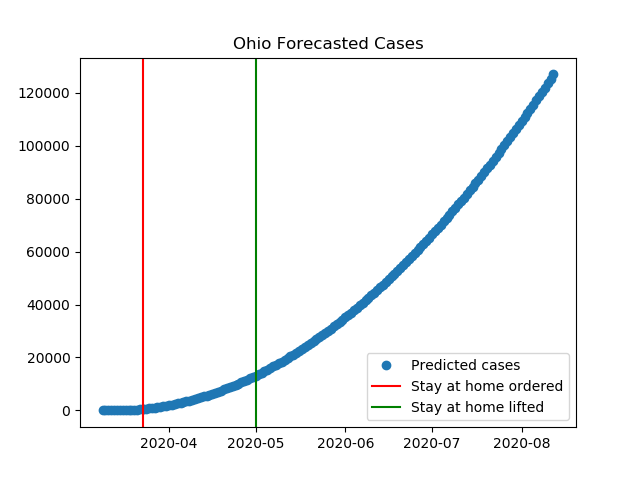 Ohio Forecasted Cases
120000
100000
80000
60000
40000
20000
0
Predicted cases
Stay at home ordered
Stay at home lifted
2020-04 2020-05 2020-06 2020-07 2020-08